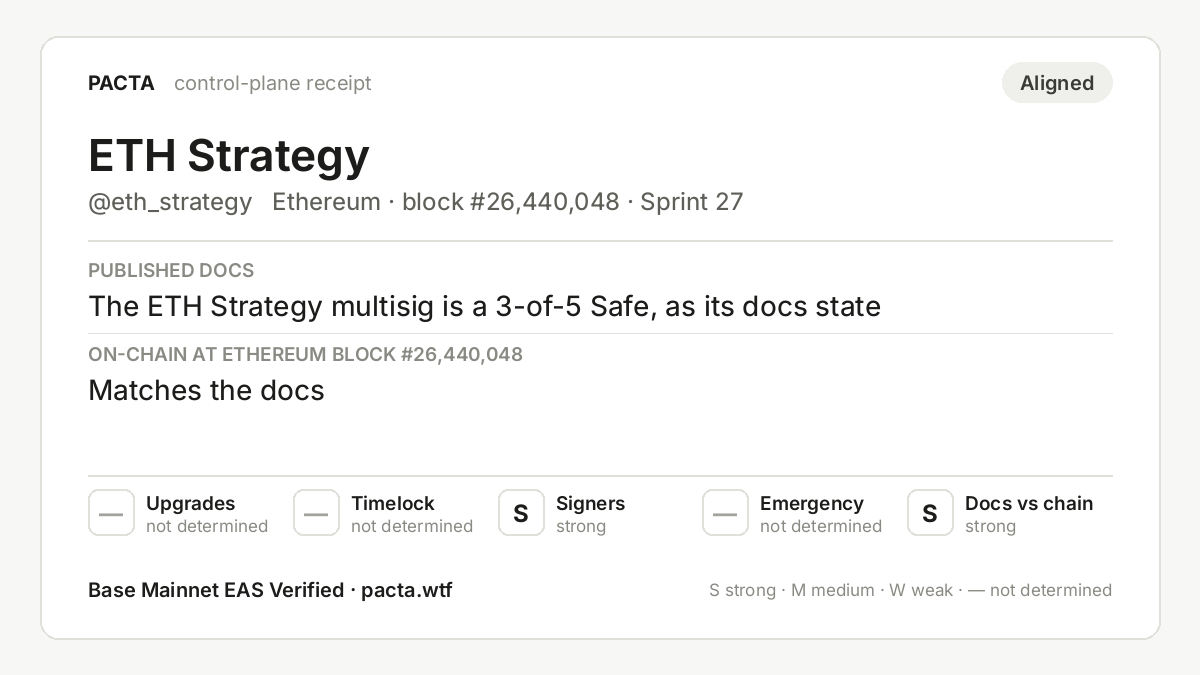 PACTA control-plane receipt
Aligned
ETH Strategy
@eth_strategy Ethereum · block #26,440,048 · Sprint 27
PUBLISHED DOCS
The ETH Strategy multisig is a 3-of-5 Safe, as its docs state
ON-CHAIN AT ETHEREUM BLOCK #26,440,048
Matches the docs
— Upgrades
not determined
— Timelock
not determined
S Signers
strong
— Emergency
not determined
S Docs vs chain
strong
Base Mainnet EAS Verified · pacta.wtf
S strong · M medium · W weak · — not determined